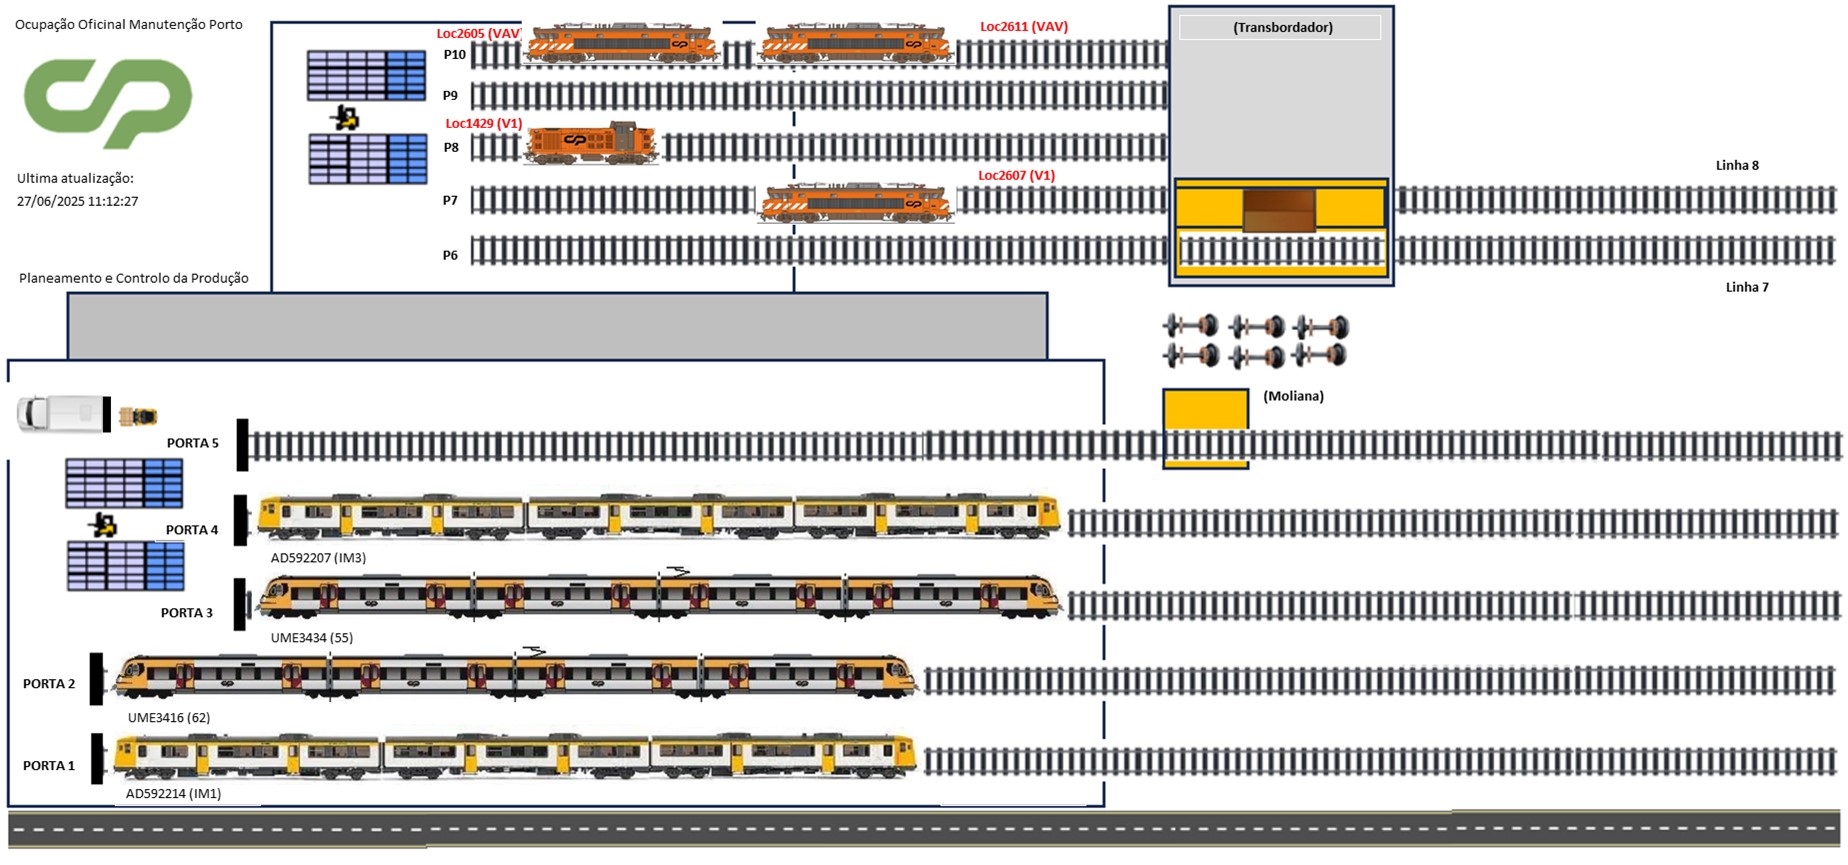 Ocupação Oficinal Manutenção Porto
Ultima atualização:
27/06/2025 11:12:27
Planeamento e Controlo da Produção
Loc2605 (VAV)
Loc2611 (VAV)
(Transbordador)
P10
P9
Loc1429 (V1)
P8
Loc2607 (V1)
P7
P6
Linha 8
Linha 7
(Moliana)
PORTA 5
PORTA 4
AD592207 (IM3)
PORTA 3
UME3434 (55)
PORTA 2
UME3416 (62)
PORTA 1
AD592214 (IM1)